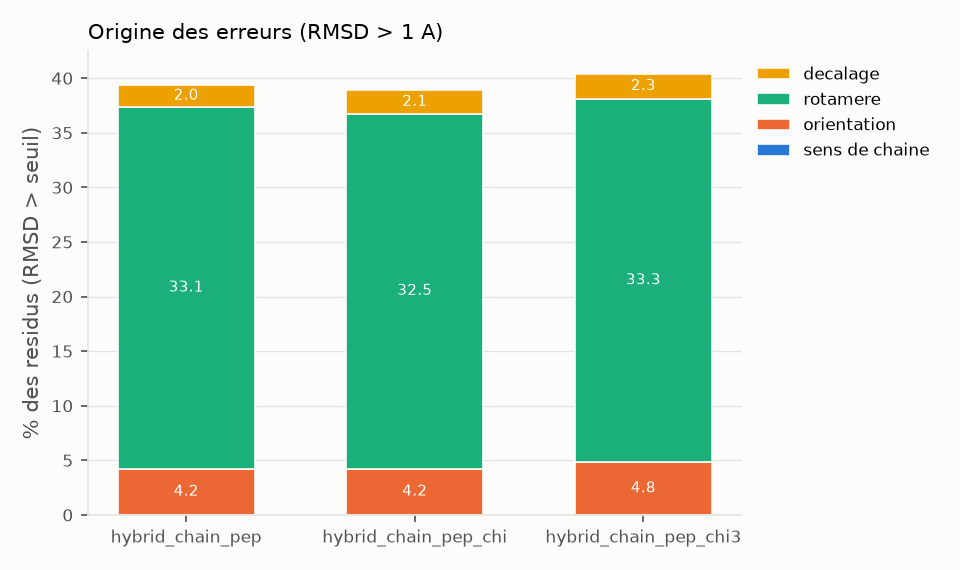 Origine des erreurs (RMSD > 1 A)
% des residus (RMSD > seuil)
40
35
30
25
20
15
10
5
0
2.0
2.1
2.3
33.1
32.5
33.3
4.2
4.2
4.8
hybrid_chain_pep
hybrid_chain_pep_chi
hybrid_chain_pep_chi3
decalage
rotamere
orientation
sens de chaine